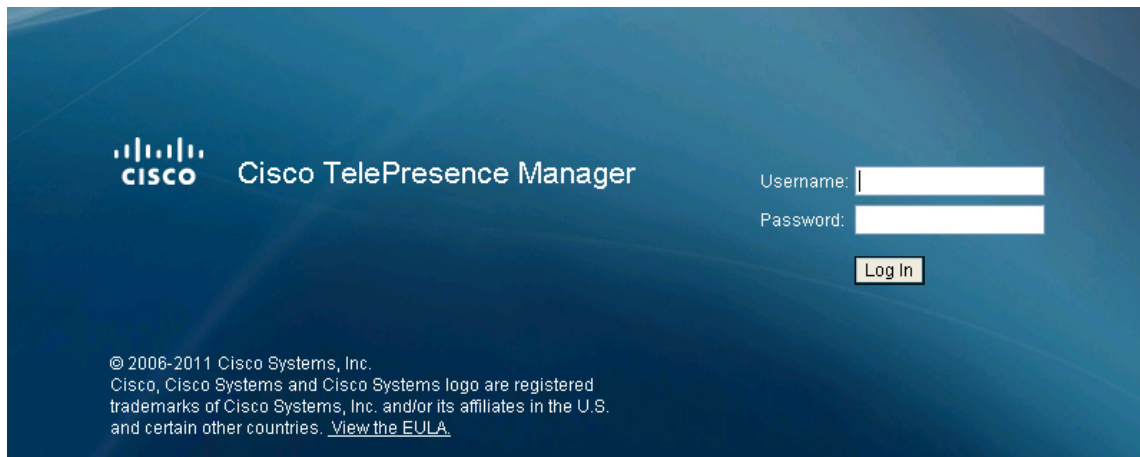 CISCO
Cisco TelePresence Manager
Username:
Password:
Log In
© 2006-2011 Cisco Systems, Inc.
Cisco, Cisco Systems and Cisco Systems logo are registered
trademarks of Cisco Systems, Inc. and/or its affiliates in the U.S.
and certain other countries. View the EULA.